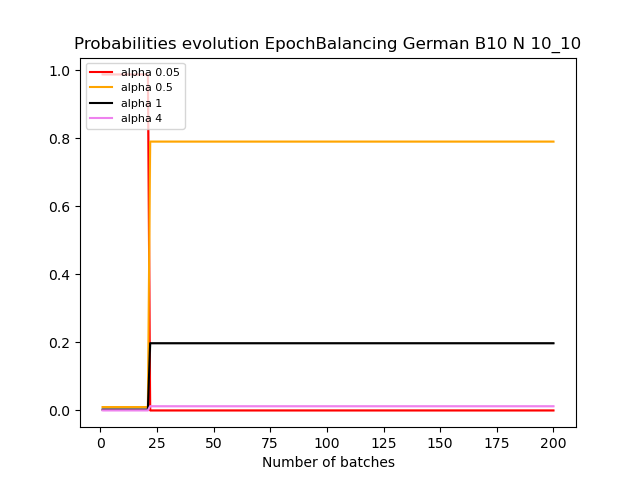 Probabilities evolution EpochBalancing German B10 N 10_10
1.0
0.8
0.6
0.4
0.2
0.0
alpha 0.05
alpha 0.5
alpha 1
alpha 4
0 25 50 75 100 125 150 175 200
Number of batches